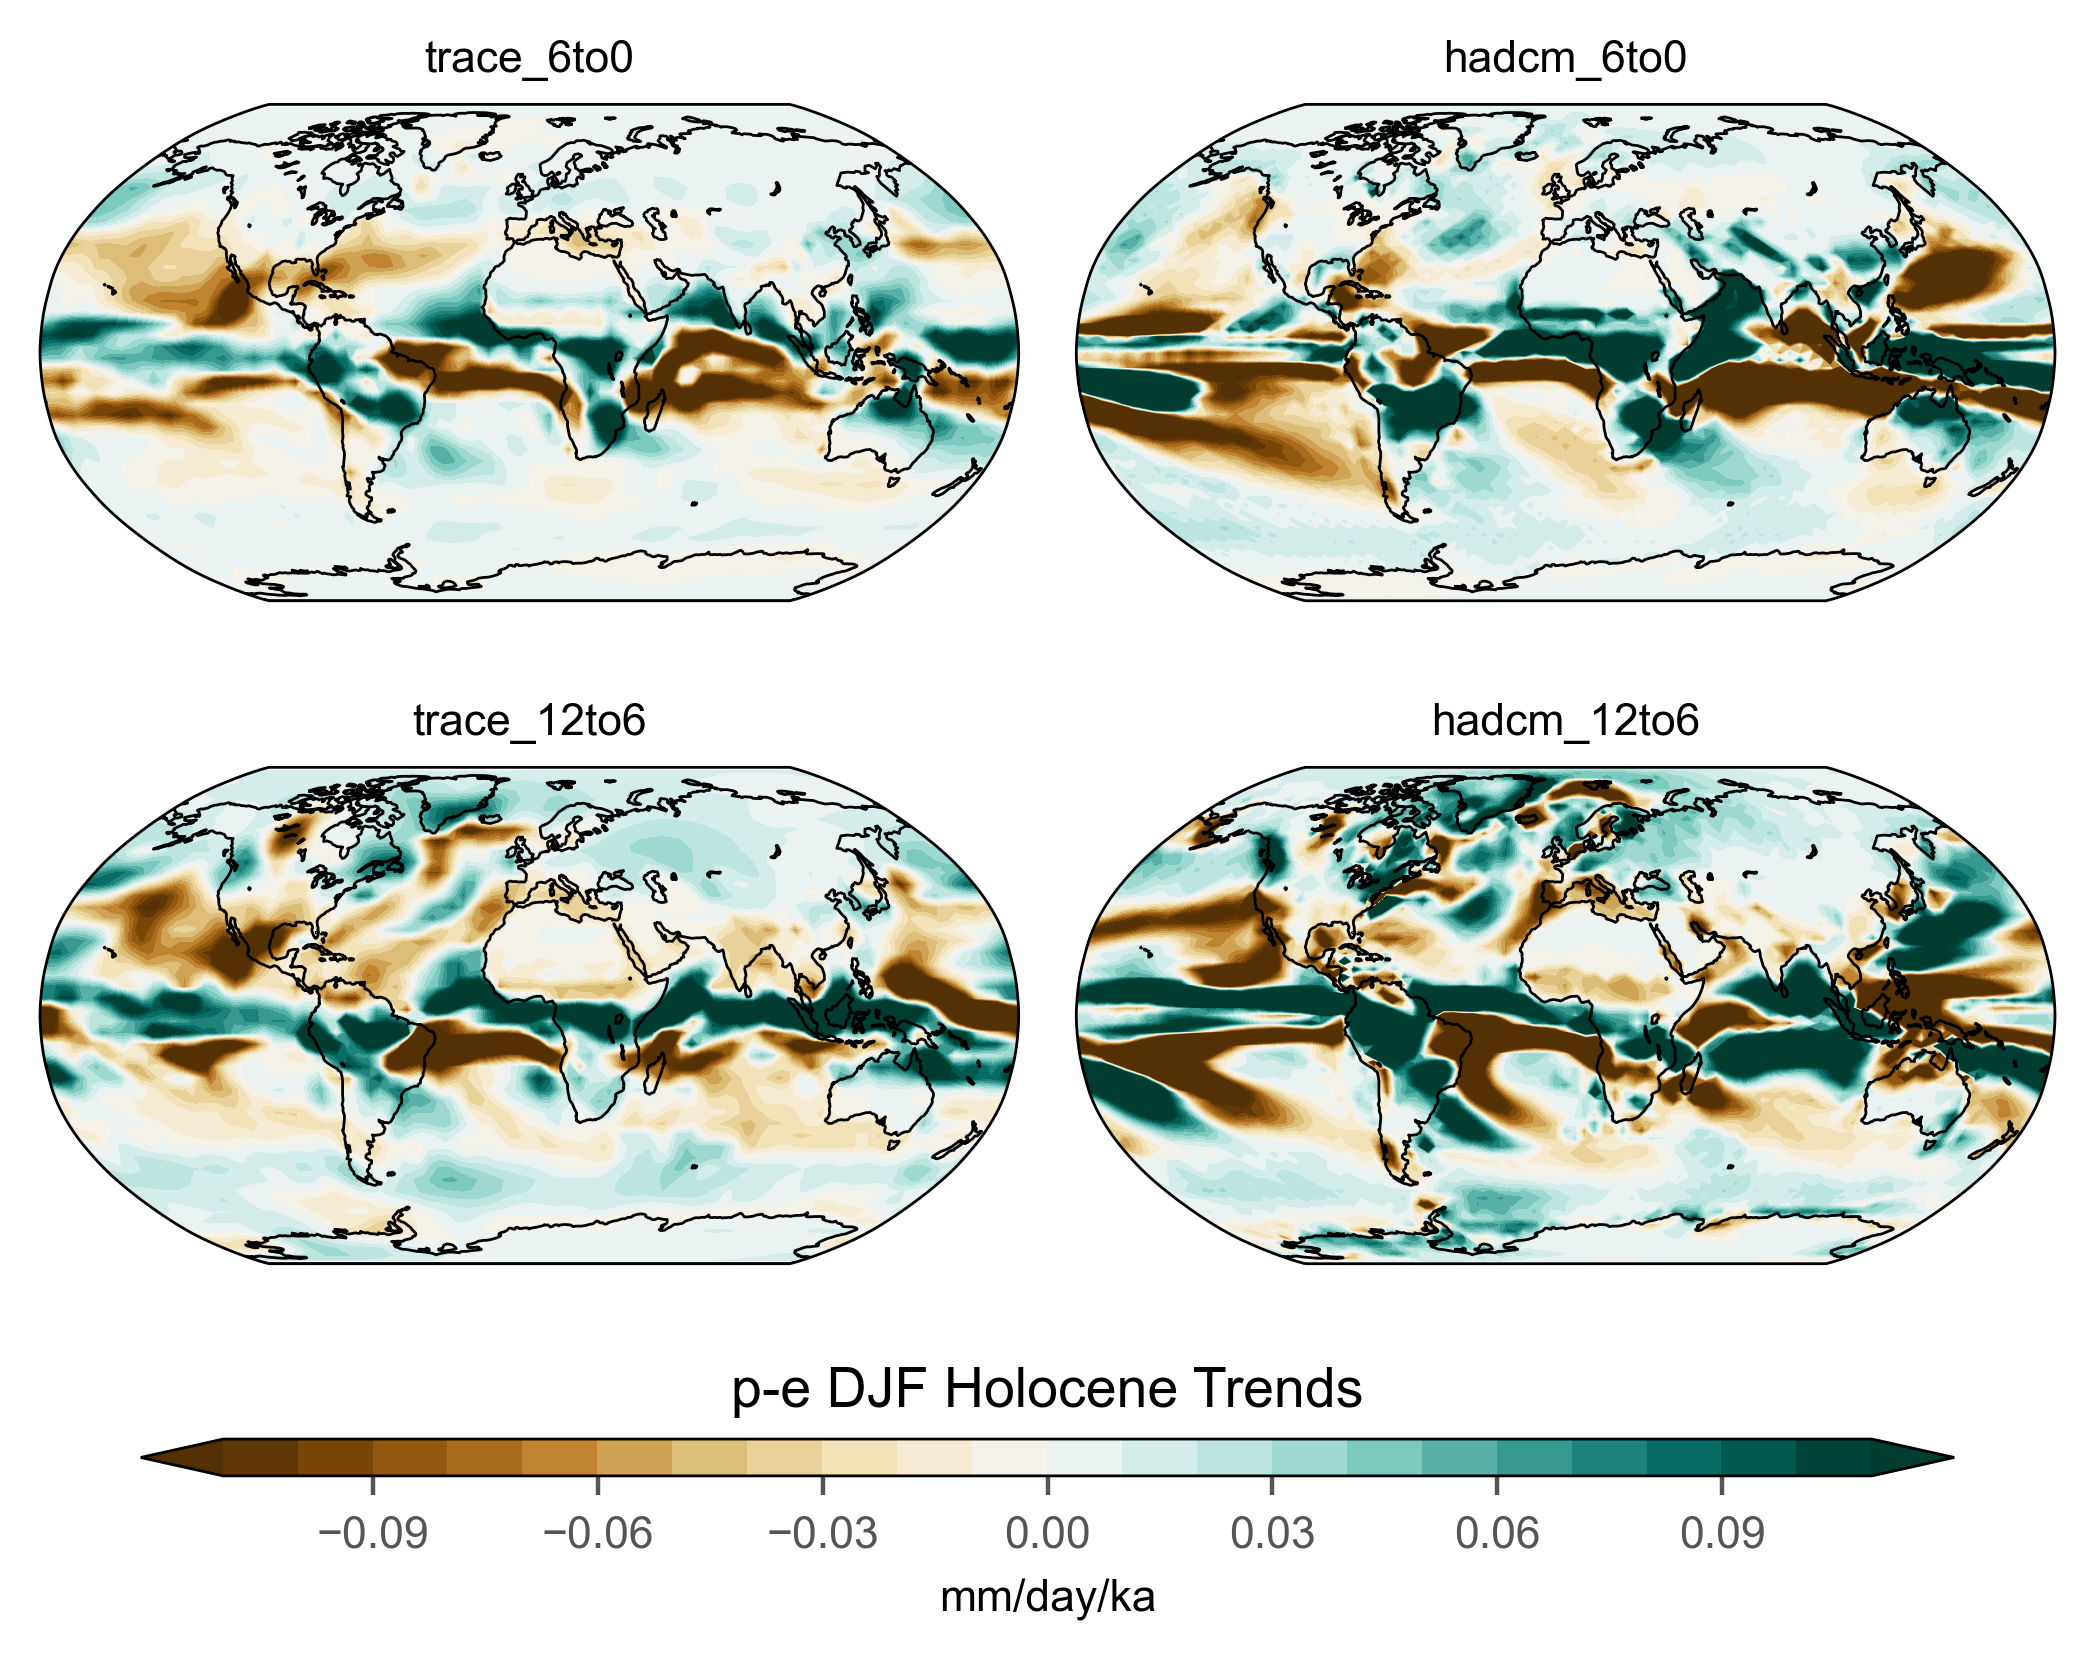 trace_6to0
hadcm_6to0
trace_12to6
hadcm_12to6
p-e DJF Holocene Trends
−0.09 −0.06 −0.03 0.00 0.03 0.06 0.09
mm/day/ka